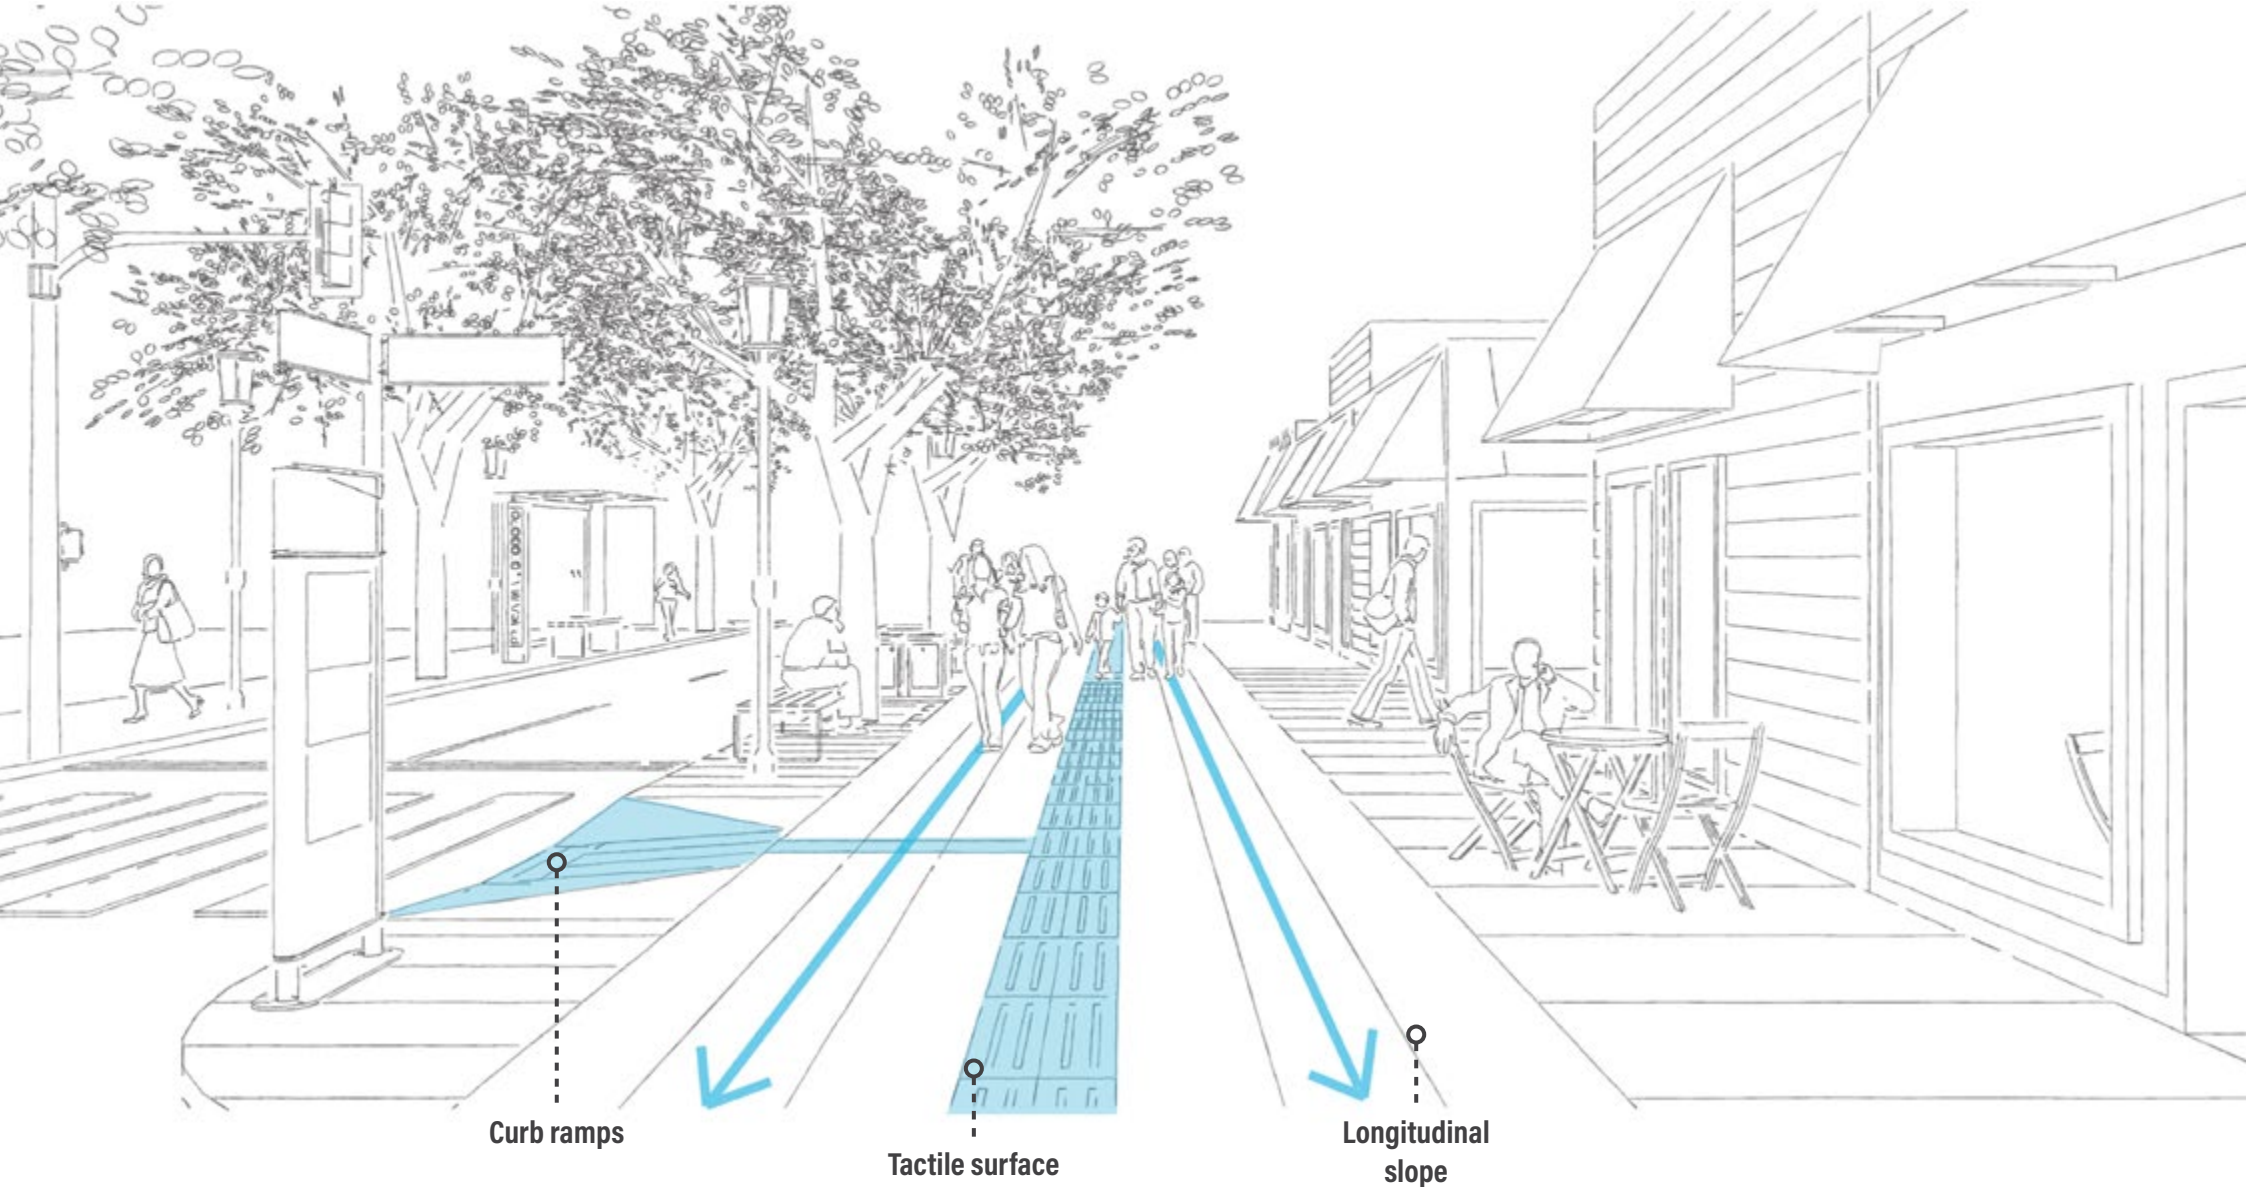 Curb ramps
Tactile surface
Longitudinal
slope